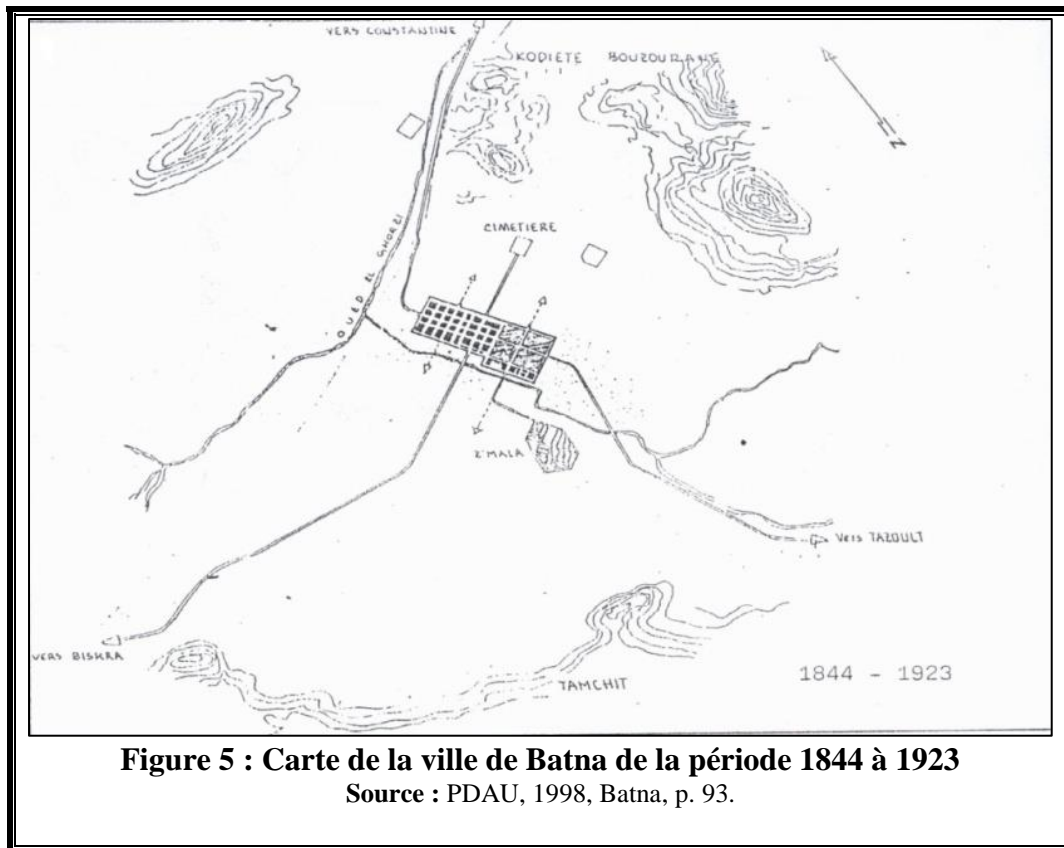 VERS CONSTANTINE
KODIETE BOUZOURANE
N
CIMETIERE
OUED EL GHORZI
Z'MALA
VERS TAZOULT
VERS BISKRA
TAMCHIT
1844 - 1923
Figure 5 : Carte de la ville de Batna de la période 1844 à 1923
Source : PDAU, 1998, Batna, p. 93.